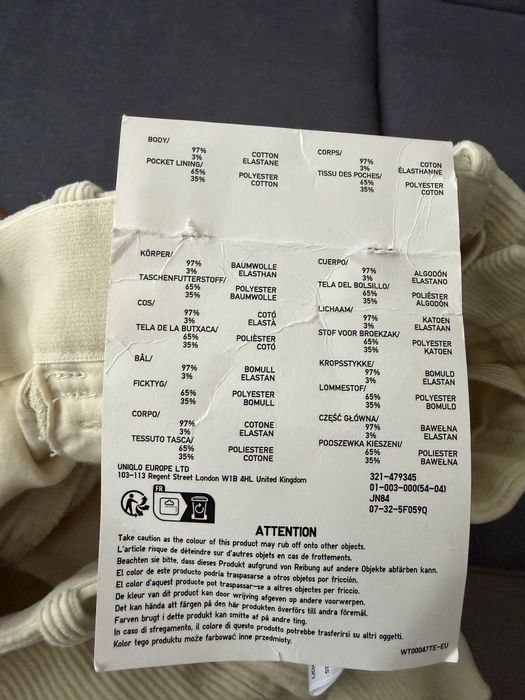 BODY/
97% COTTON
3% ELASTANE
POCKET LINING/
65% POLYESTER
35% COTTON
CORPS/
97% COTON
3% ÉLASTHANNE
TISSU DES POCHES/
65% POLYESTER
35% COTON
KÖRPER/
97% BAUMWOLLE
3% ELASTHAN
TASCHENFUTTERSTOFF/
65% POLYESTER
35% BAUMWOLLE
COS/
97% COTÓ
3% ELASTÀ
TELA DE LA BUTXACA/
65% POLIÈSTER
35% COTÓ
BÅL/
97% BOMULL
3% ELASTAN
FICKTYG/
65% POLYESTER
35% BOMULL
CORPO/
97% COTONE
3% ELASTAN
TESSUTO TASCA/
65% POLIESTERE
35% COTONE
CUERPO/
97% ALGODÓN
3% ELASTANO
TELA DEL BOLSILLO/
65% POLIÉSTER
35% ALGODÓN
LICHAAM/
97% KATOEN
3% ELASTAAN
STOF VOOR BROEKZAK/
65% POLYESTER
35% KATOEN
KROPSSTYKKE/
97% BOMULD
3% ELASTAN
LOMMESTOF/
65% POLYESTER
35% BOMULD
CZĘŚĆ GŁÓWNA/
97% BAWEŁNA
3% ELASTAN
PODSZEWKA KIESZENI/
65% POLIESTER
35% BAWEŁNA
UNIQLO EUROPE LTD
103-113 Regent Street London W1B 4HL United Kingdom
321-479345
01-003-000(54-04)
JN84
07-32-5F059Q
FR
ATTENTION
Take caution as the colour of this product may rub off onto other objects.
L'article risque de déteindre sur d'autres objets en cas de frottements.
Beachten sie bitte, dass dieses Produkt aufgrund von Reibung auf andere Objekte abfärben kann.
El color de este producto podría traspasarse a otros objetos por fricción.
El color d'aquest producte pot traspassar-se a altres objectes per fricció.
De kleur van dit product kan door wrijving afgeven op andere voorwerpen.
Det kan hända att färgen på den här produkten överförs till andra föremål.
Farven brugt i dette produkt kan smitte af på andre ting.
In caso di sfregamento, il colore di questo prodotto potrebbe trasferirsi su altri oggetti.
Kolor tego produktu może farbować inne przedmioty.
WT00047TE-EU